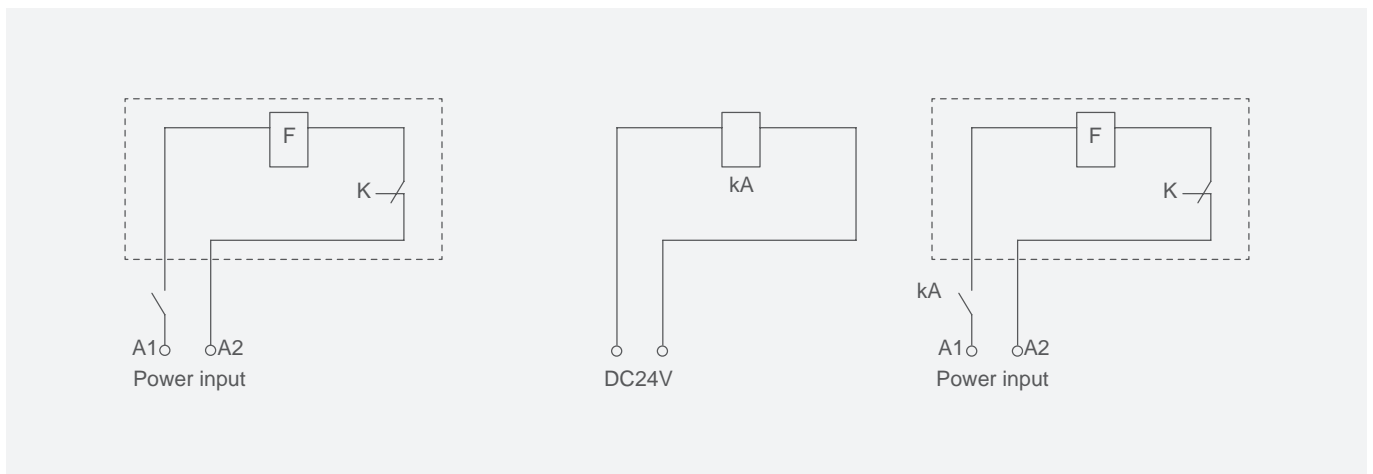 F
K
A1 A2
Power input
kA
DC24V
F
K
kA
A1 A2
Power input